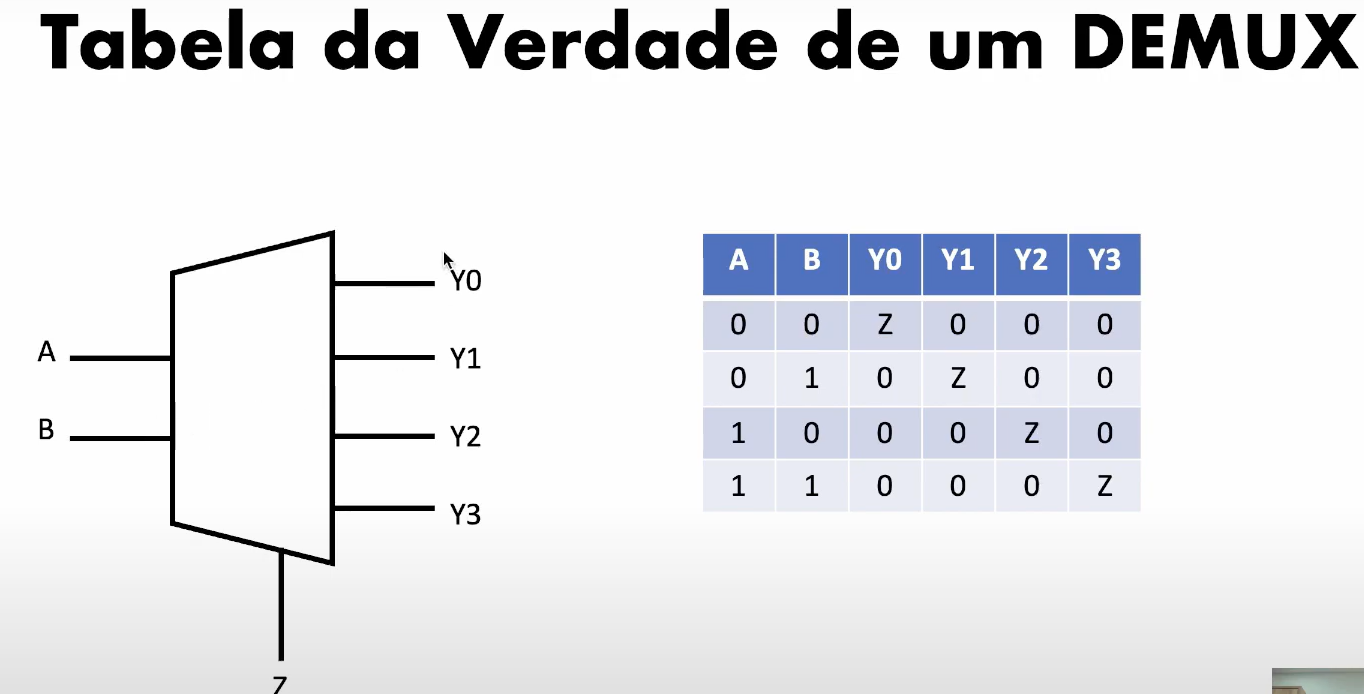 Tabela da Verdade de um DEMUX
A
B
Y0
Y1
Y2
Y3
Z
A B Y0 Y1 Y2 Y3
0 0 Z 0 0 0
0 1 0 Z 0 0
1 0 0 0 Z 0
1 1 0 0 0 Z